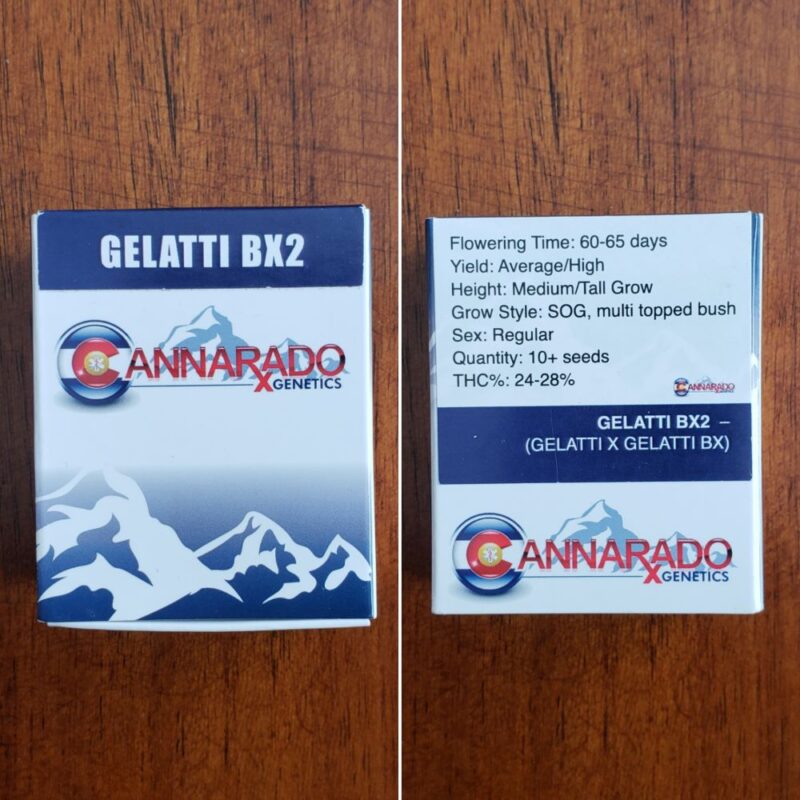 GELATTI BX2
CANNARADO
X GENETICS
Flowering Time: 60-65 days
Yield: Average/High
Height: Medium/Tall Grow
Grow Style: SOG, multi topped bush
Sex: Regular
Quantity: 10+ seeds
THC%: 24-28%
CANNARADO
GELATTI BX2 –
(GELATTI X GELATTI BX)
CANNARADO
X GENETICS